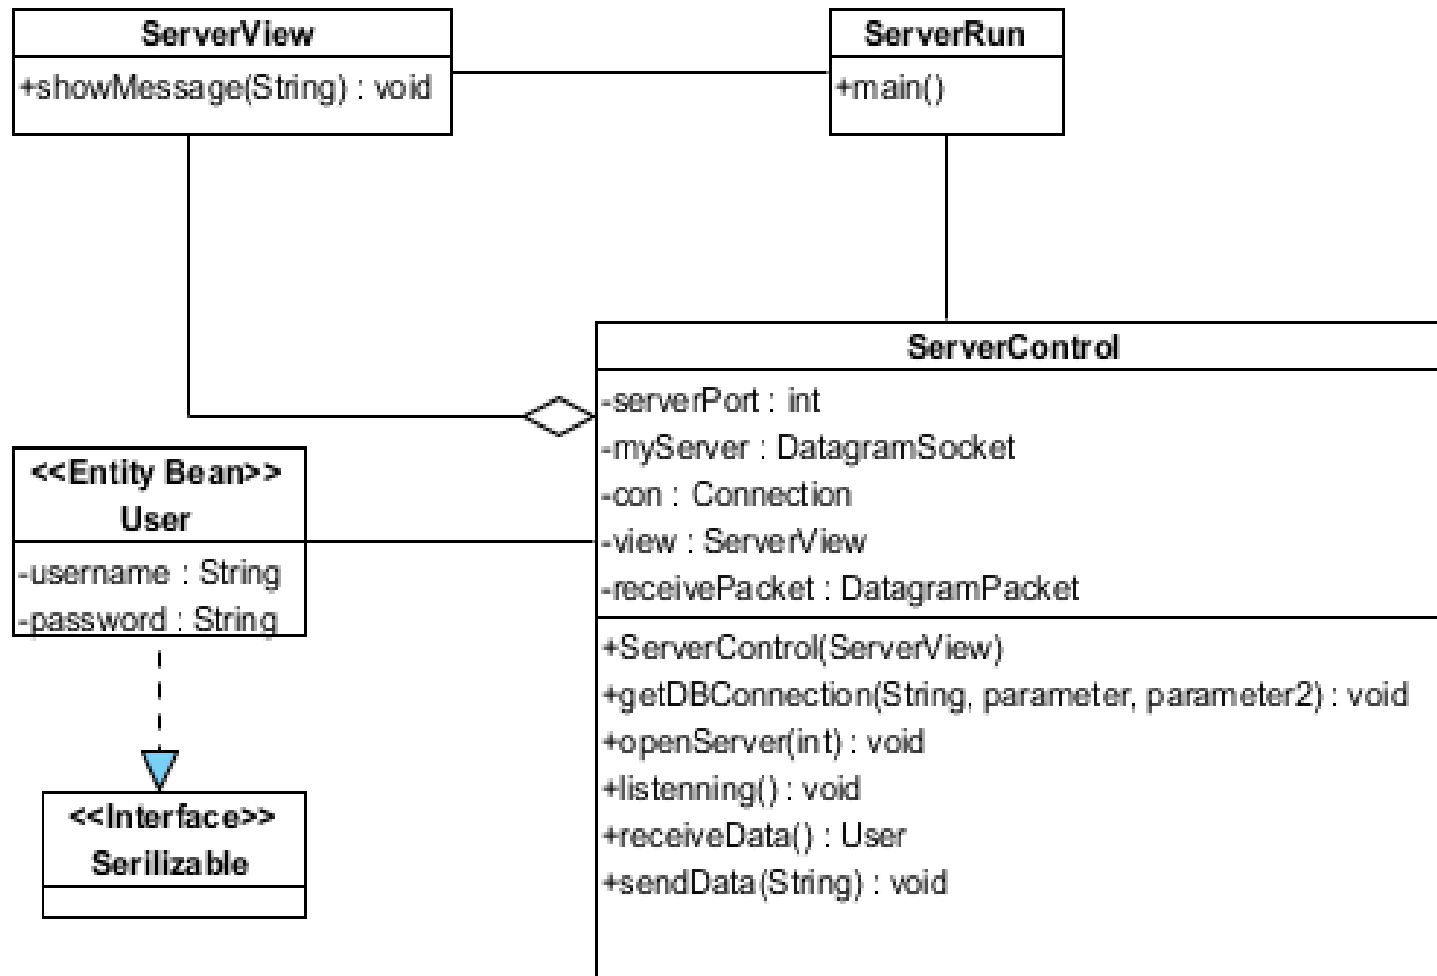 ServerView
+showMessage(String) : void
ServerRun
+main()
ServerControl
-serverPort : int
-myServer : DatagramSocket
-con : Connection
-view : ServerView
-receivePacket : DatagramPacket
+ServerControl(ServerView)
+getDBConnection(String, parameter, parameter2) : void
+openServer(int) : void
+listenning() : void
+receiveData() : User
+sendData(String) : void
<<Entity Bean>>
User
-username : String
-password : String
<<Interface>>
Serilizable